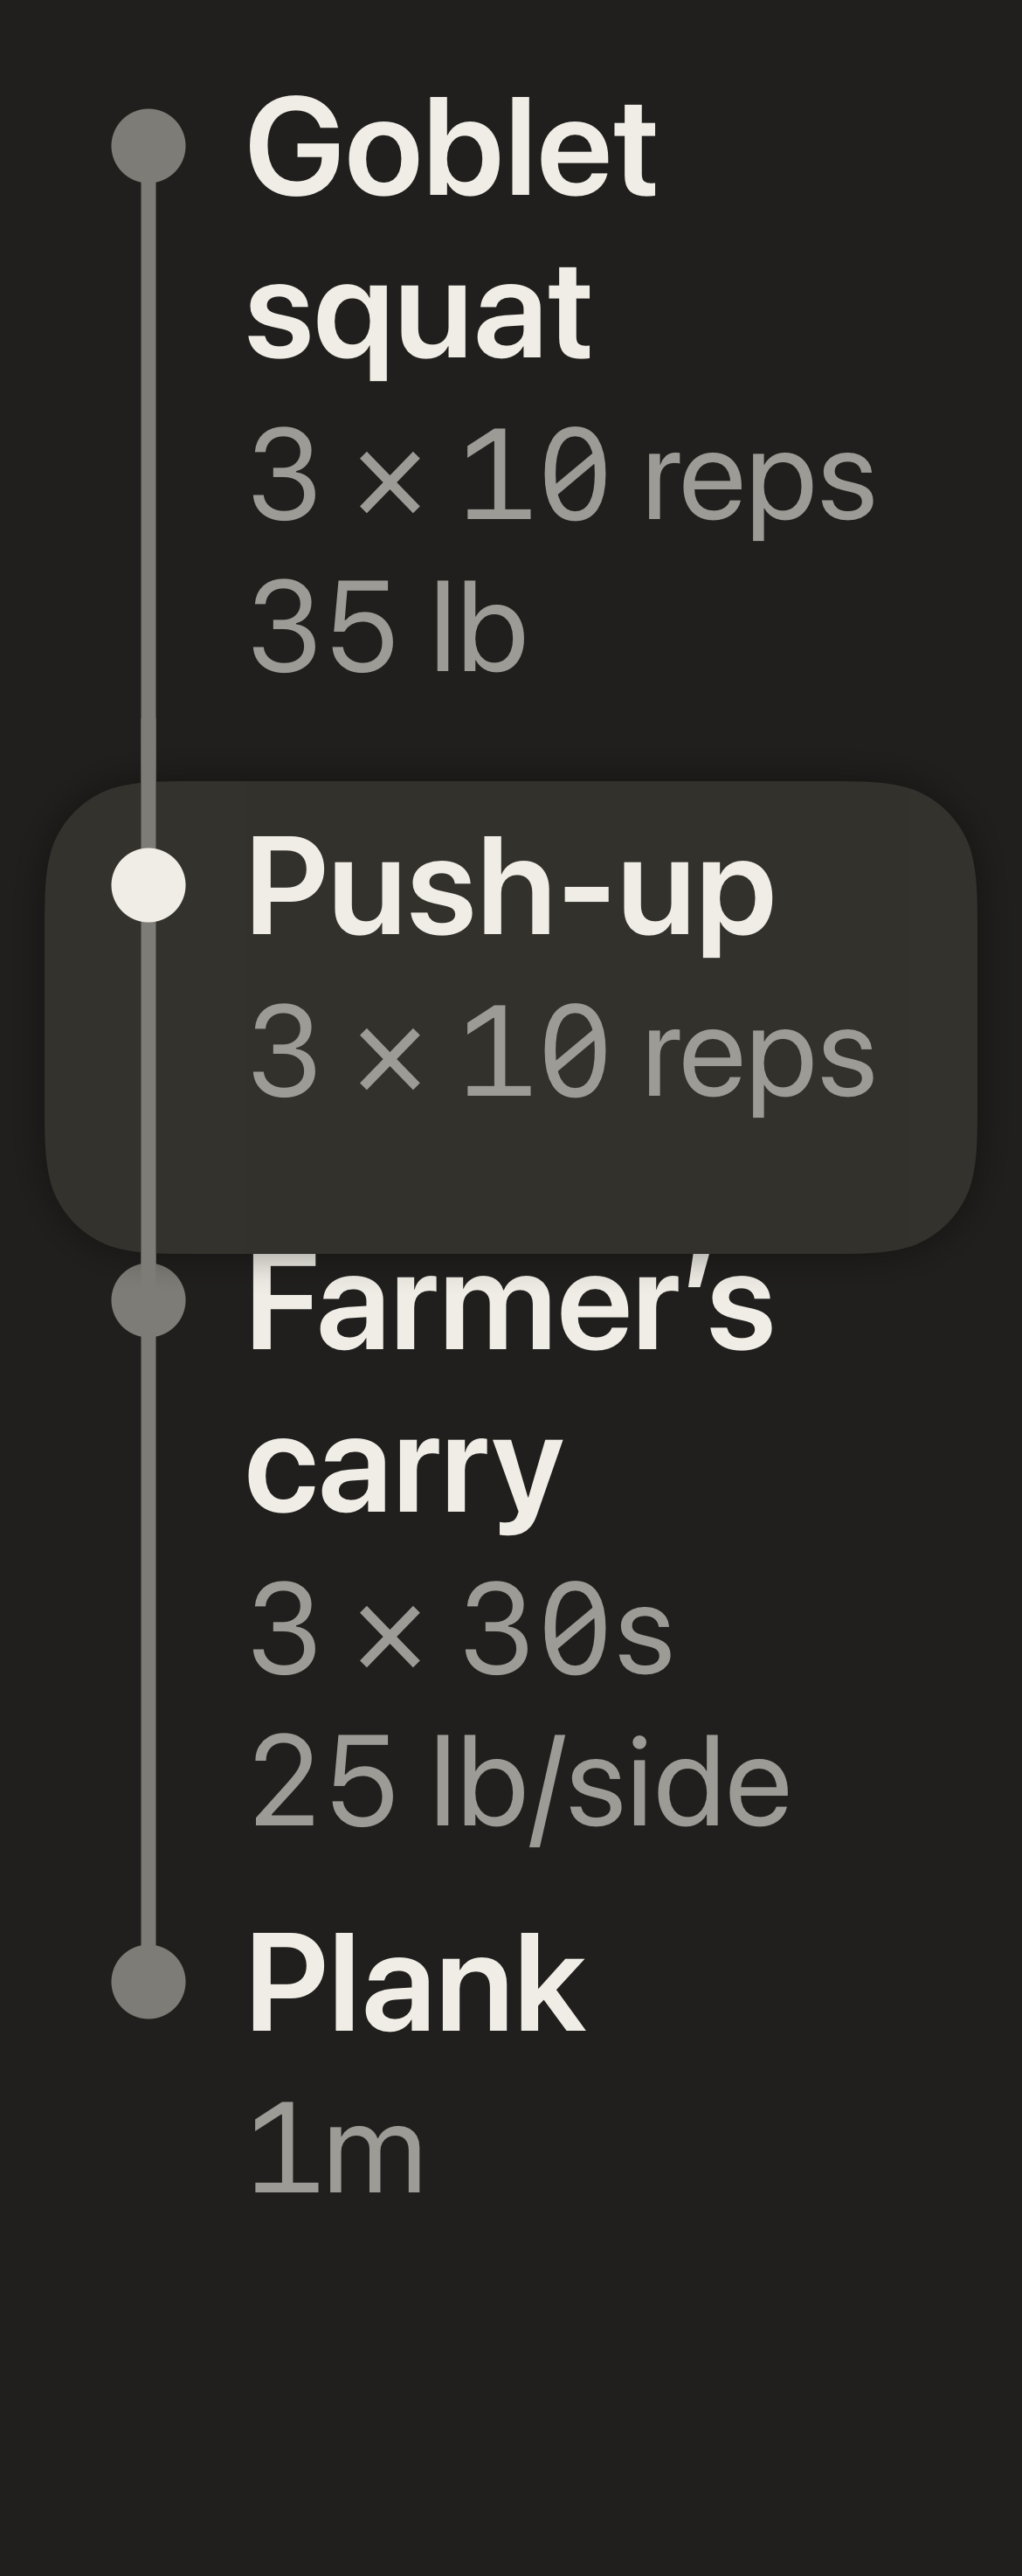 Goblet
squat
3 × 10 reps
35 lb
Push-up
3 × 10 reps
Farmer’s
carry
3 × 30s
25 lb/side
Plank
1m